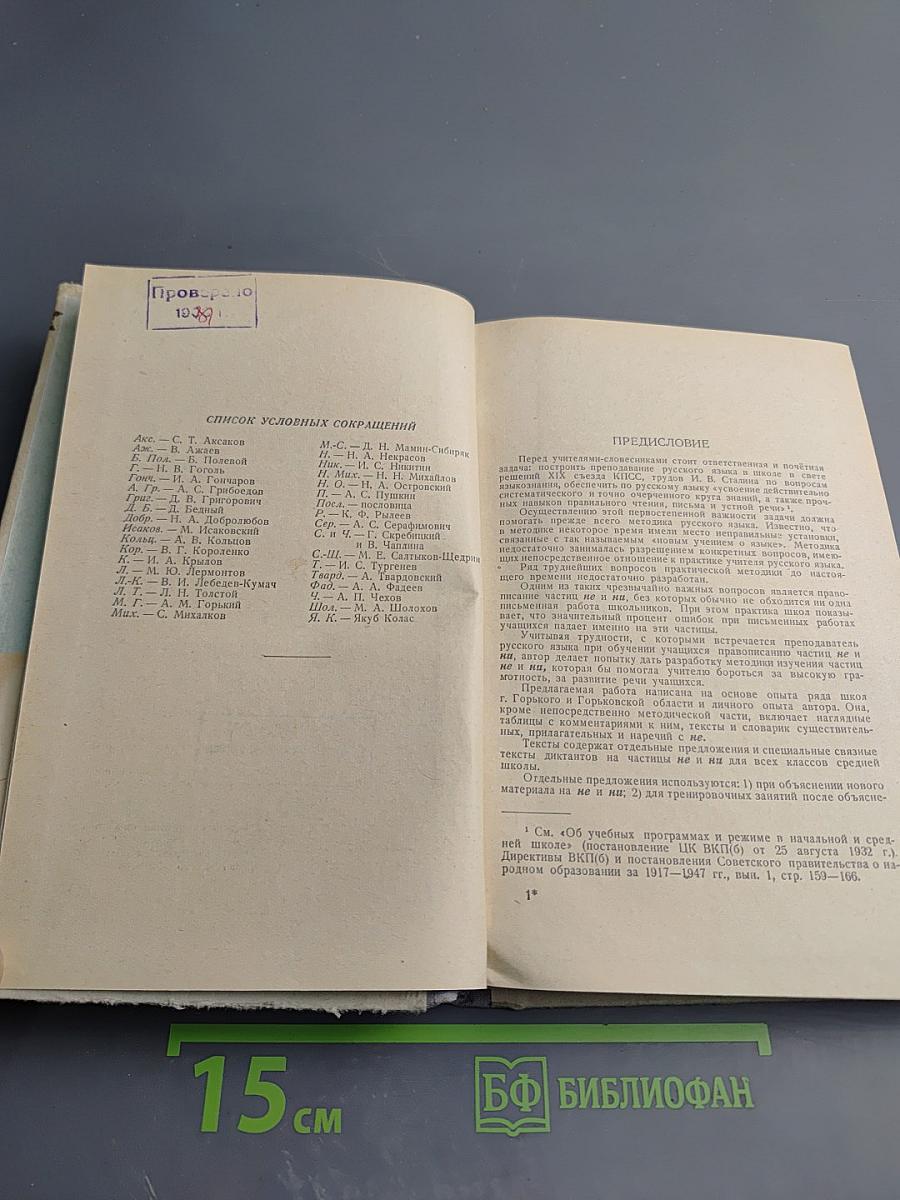 Проверено
СПИСОК УСЛОВНЫХ СОКРАЩЕНИЙ
Акс. — С. Т. Аксаков
Аж. — В. Ажаев
Б. Пол. — Б. Полевой
Г. — Н. В. Гоголь
Гонч. — И. А. Гончаров
А. Гр. — А. С. Грибоедов
Григ. — Д. В. Григорович
Д. Б. — Д. Бедный
Добр. — Н. А. Добролюбов
Исаков. — М. Исаковский
Кольц. — А. В. Кольцов
Кор. — В. Г. Короленко
К. — И. А. Крылов
Л. — М. Ю. Лермонтов
Л.-К. — В. И. Лебедев-Кумач
Л. Т. — Л. Н. Толстой
М. Г. — А. М. Горький
Мих. — С. Михалков
М.-С. — Д. Н. Мамин-Сибиряк
Н. — Н. А. Некрасов
Ник. — И. С. Никитин
Н. Мих. — Н. Н. Михайлов
Н. О. — Н. А. Островский
П. — А. С. Пушкин
Посл. — пословица
Р. — К. Ф. Рылеев
Сер. — А. С. Серафимович
С. и Ч. — Г. Скребицкий
и В. Чаплина
С.-Щ. — М. Е. Салтыков-Щедрин
Т. — И. С. Тургенев
Твард. — А. Твардовский
Фад. — А. А. Фадеев
Ч. — А. П. Чехов
Шол. — М. А. Шолохов
Я. К. — Якуб Колас
ПРЕДИСЛОВИЕ
Перед учителями-словесниками стоит ответственная и почётная
задача: построить преподавание русского языка в школе в свете
решений XIX съезда КПСС, трудов И. В. Сталина по вопросам
языкознания, обеспечить по русскому языку «усвоение действительно
систематического и точно очерченного круга знаний, а также проч-
ных навыков правильного чтения, письма и устной речи»¹.
Осуществлению этой первостепенной важности задачи должна
помогать прежде всего методика русского языка. Известно, что
в методике некоторое время имели место неправильные установки,
связанные с так называемым «новым учением о языке». Методика
недостаточно занималась разрешением конкретных вопросов, имею-
щих непосредственное отношение к практике учителя русского языка.
Ряд труднейших вопросов практической методики до настоя-
щего времени недостаточно разработан.
Одним из таких чрезвычайно важных вопросов является право-
писание частиц не и ни, без которых обычно не обходится ни одна
письменная работа школьников. При этом практика школ показы-
вает, что значительный процент ошибок при письменных работах
учащихся падает именно на эти частицы.
Учитывая трудности, с которыми встречается преподаватель
русского языка при обучении учащихся правописанию частиц не и
ни, автор делает попытку дать разработку методики изучения частиц
не и ни, которая бы помогла учителю бороться за высокую гра-
мотность, за развитие речи учащихся.
Предлагаемая работа написана на основе опыта ряда школ
г. Горького и Горьковской области и личного опыта автора. Она,
кроме непосредственно методической части, включает наглядные
таблицы с комментариями к ним, тексты и словарик существитель-
ных, прилагательных и наречий с не.
Тексты содержат отдельные предложения и специальные связные
тексты диктантов на частицы не и ни для всех классов средней
школы.
Отдельные предложения используются: 1) при объяснении нового
материала на не и ни; 2) для тренировочных занятий после объясне-
¹ См. «Об учебных программах и режиме в начальной и сред-
ней школе» (постановление ЦК ВКП(б) от 25 августа 1932 г.).
Директивы ВКП(б) и постановления Советского правительства о на-
родном образовании за 1917—1947 гг., вып. 1, стр. 159—166.
1*
15 СМ
БФ БИБЛИОФАН